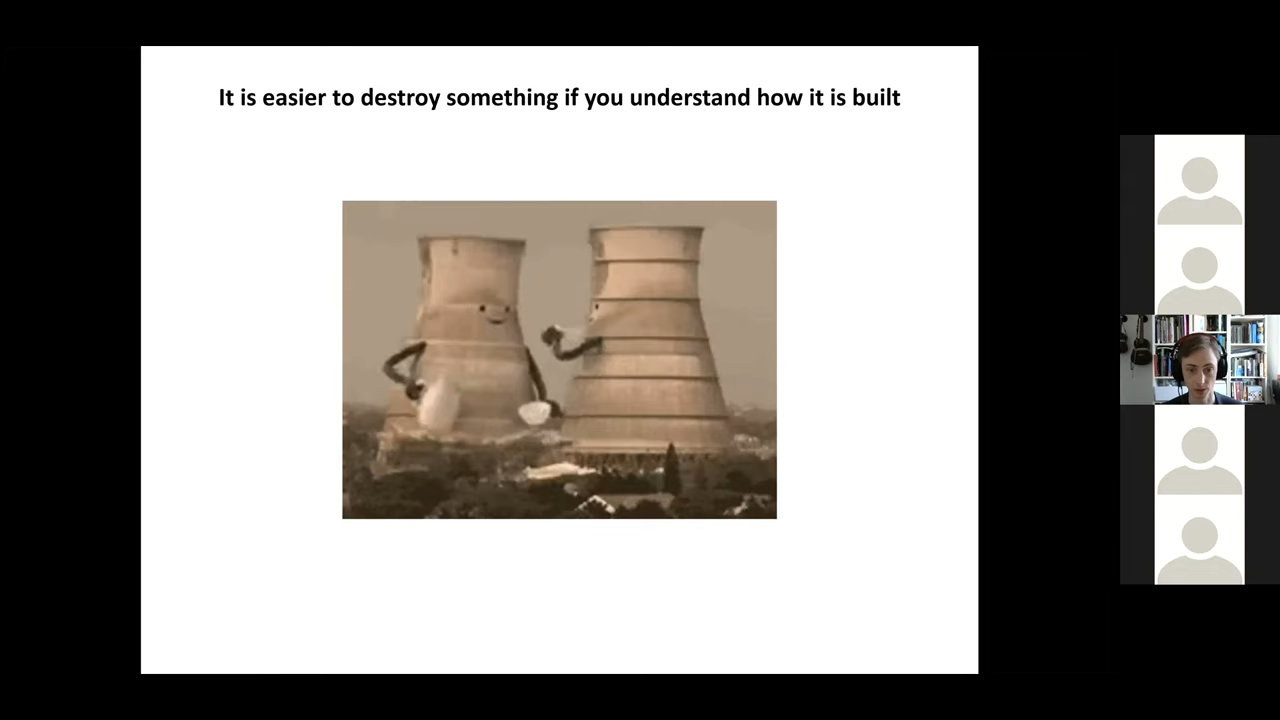 It is easier to destroy something if you understand how it is built